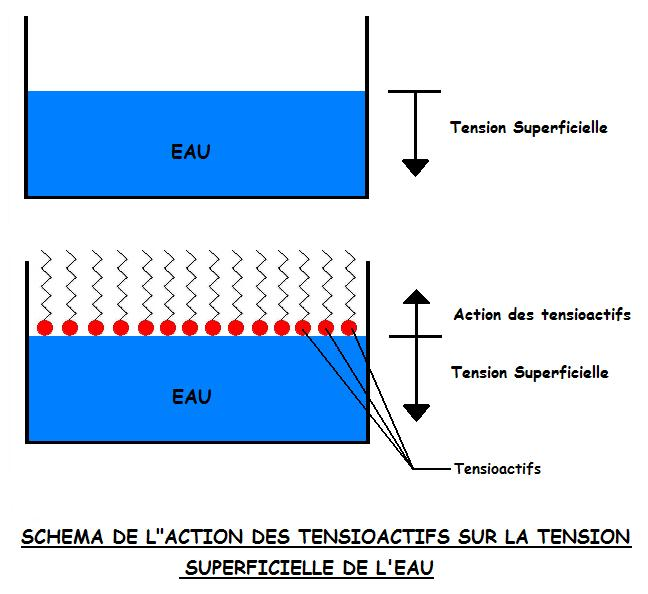 EAU
Tension Superficielle
Action des tensioactifs
EAU
Tension Superficielle
Tensioactifs
SCHEMA DE L"ACTION DES TENSIOACTIFS SUR LA TENSION
SUPERFICIELLE DE L'EAU